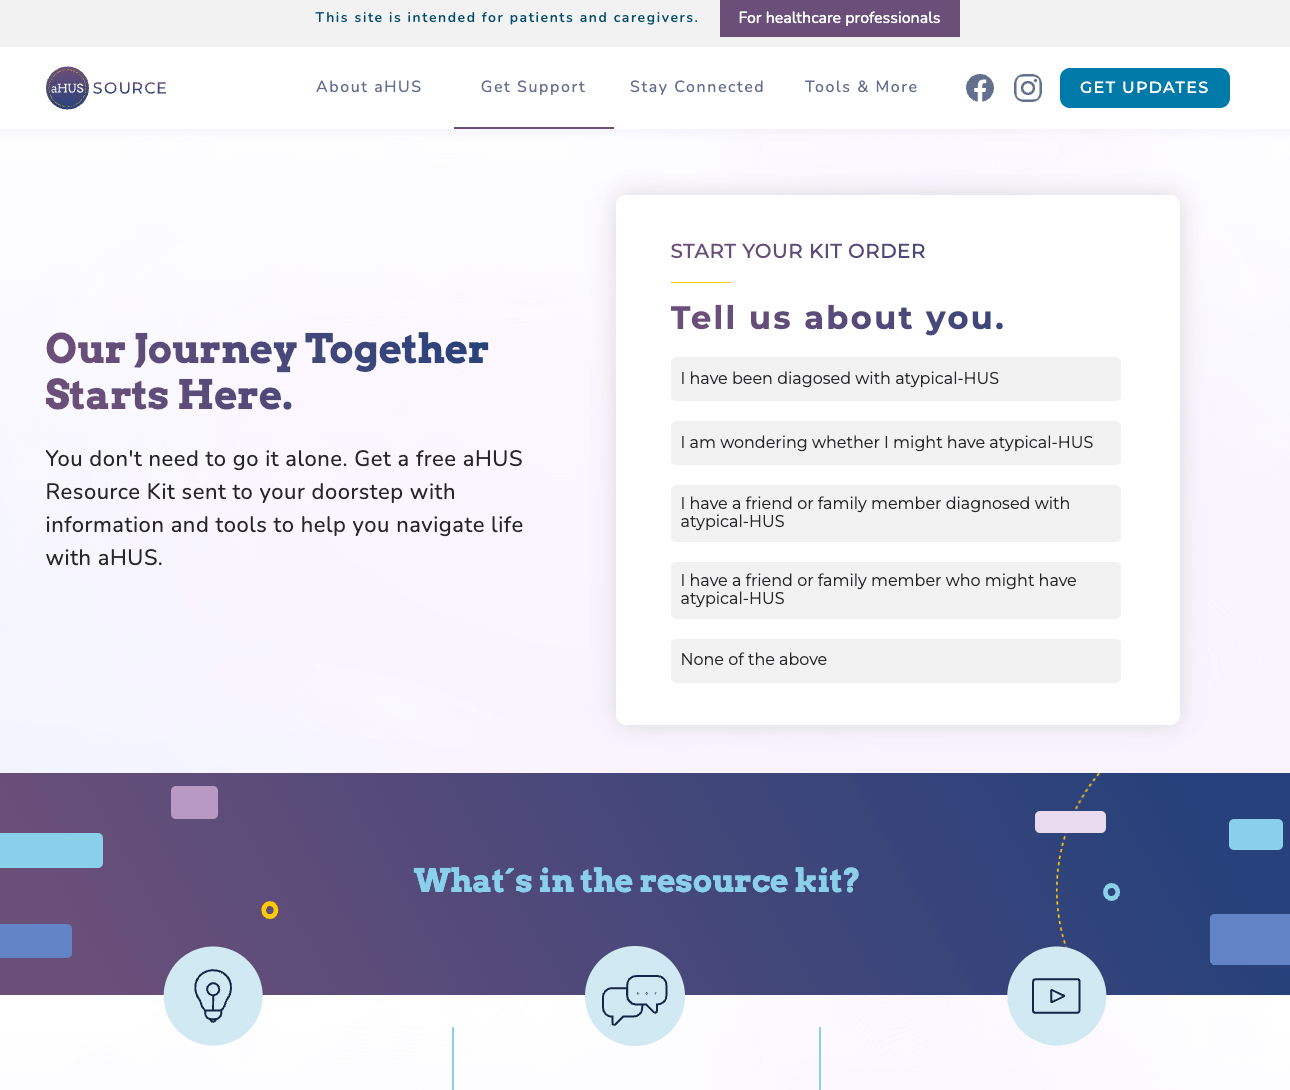 This site is intended for patients and caregivers.
For healthcare professionals
aHUS SOURCE
About aHUS
Get Support
Stay Connected
Tools & More
GET UPDATES
Our Journey Together
Starts Here.
You don't need to go it alone. Get a free aHUS
Resource Kit sent to your doorstep with
information and tools to help you navigate life
with aHUS.
START YOUR KIT ORDER
Tell us about you.
I have been diagosed with atypical-HUS
I am wondering whether I might have atypical-HUS
I have a friend or family member diagnosed with
atypical-HUS
I have a friend or family member who might have
atypical-HUS
None of the above
What´s in the resource kit?